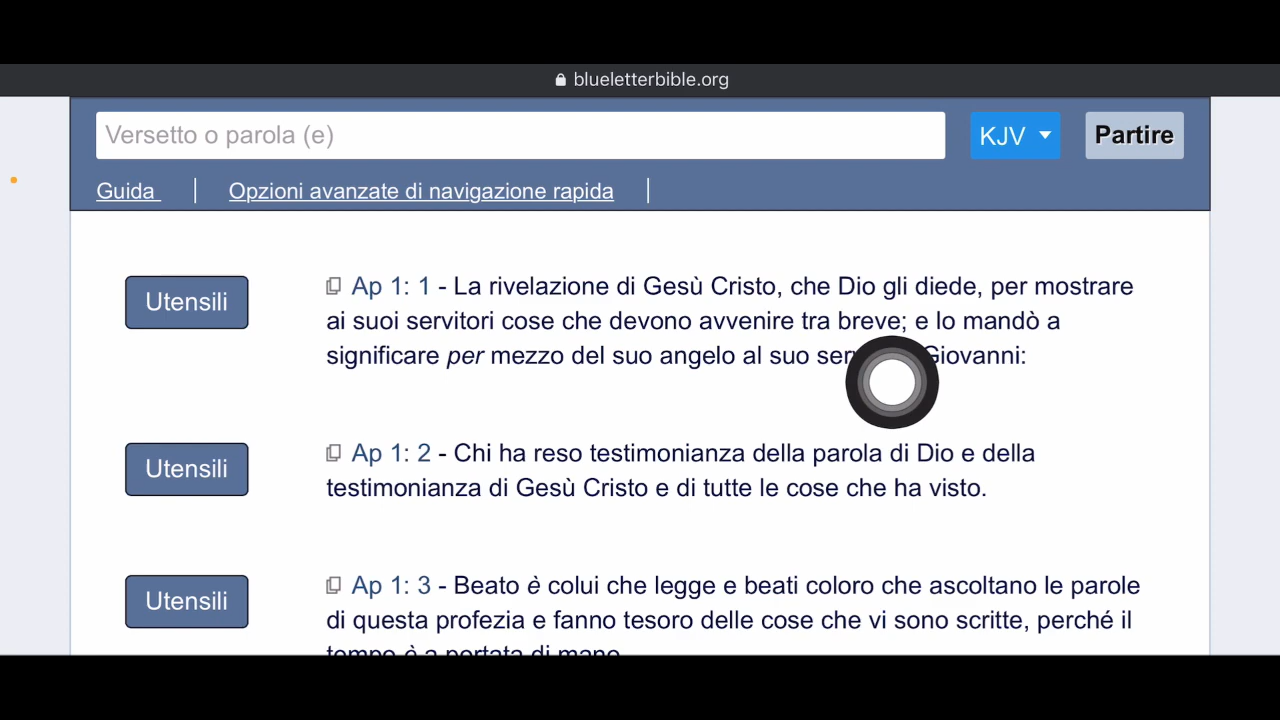 blueletterbible.org
Versetto o parola (e)
KJV
Partire
Guida
Opzioni avanzate di navigazione rapida
Utensili
Ap 1: 1 - La rivelazione di Gesù Cristo, che Dio gli diede, per mostrare
ai suoi servitori cose che devono avvenire tra breve; e lo mandò a
significare per mezzo del suo angelo al suo Giovanni:
Utensili
Ap 1: 2 - Chi ha reso testimonianza della parola di Dio e della
testimonianza di Gesù Cristo e di tutte le cose che ha visto.
Utensili
Ap 1: 3 - Beato è colui che legge e beati coloro che ascoltano le parole
di questa profezia e fanno tesoro delle cose che vi sono scritte, perché il
tempo è a portata di mano